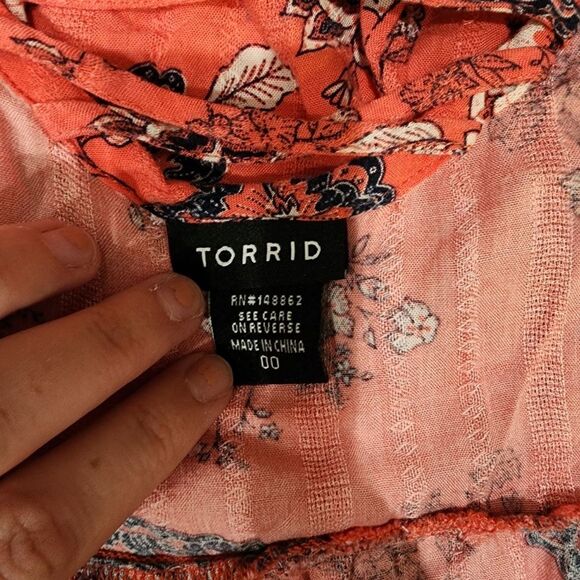 TORRID
RN#148862
SEE CARE
ON REVERSE
MADE IN CHINA
00